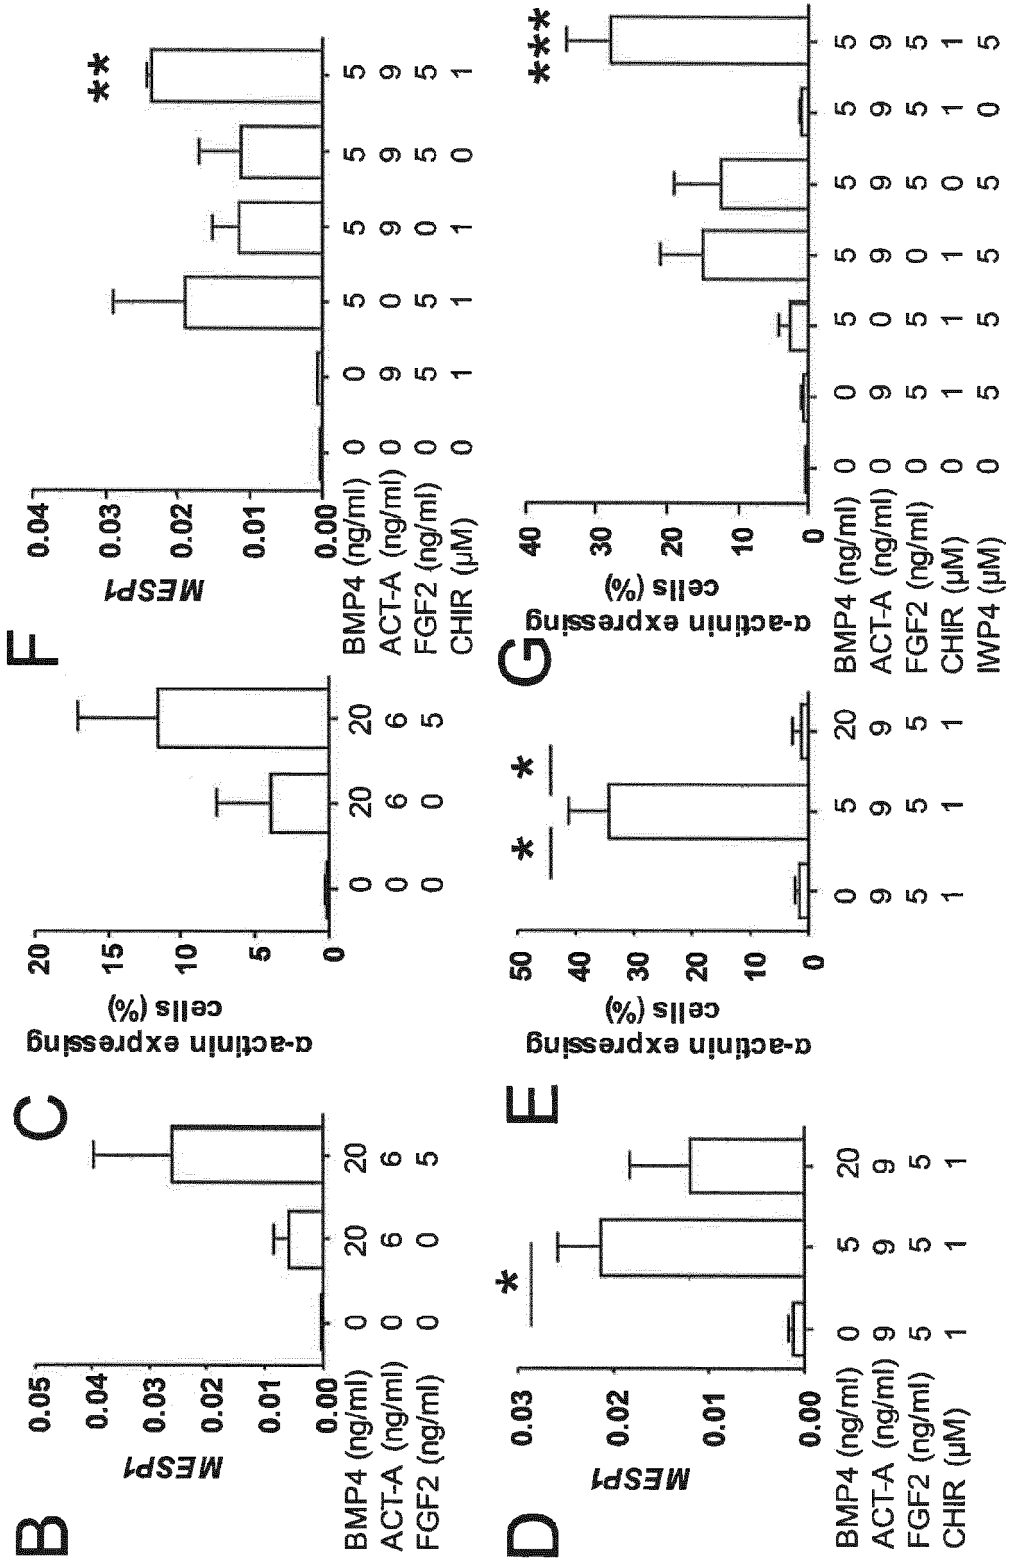 B
MESP1
0.05
0.04
0.03
0.02
0.01
0.00
BMP4 (ng/ml) 0 20 20
ACT-A (ng/ml) 0 6 6
FGF2 (ng/ml) 0 0 5
C
α-actinin expressing
cells (%)
20
15
10
5
0
0 20 20
0 6 6
0 0 5
F
MESP1
0.04
0.03
0.02
0.01
0.00
**
BMP4 (ng/ml) 0 0 5 5 5 5
ACT-A (ng/ml) 0 9 0 9 9 9
FGF2 (ng/ml) 0 5 5 0 5 5
CHIR (µM) 0 1 1 1 0 1
D
MESP1
0.03
0.02
0.01
0.00
*
BMP4 (ng/ml) 0 5 20
ACT-A (ng/ml) 9 9 9
FGF2 (ng/ml) 5 5 5
CHIR (µM) 1 1 1
E
α-actinin expressing
cells (%)
50
40
30
20
10
0
* *
0 5 20
9 9 9
5 5 5
1 1 1
G
α-actinin expressing
cells (%)
40
30
20
10
0
***
BMP4 (ng/ml) 0 0 5 5 5 5 5
ACT-A (ng/ml) 0 9 0 9 9 9 9
FGF2 (ng/ml) 0 5 5 0 5 5 5
CHIR (µM) 0 1 1 1 0 1 1
IWP4 (µM) 0 5 5 5 5 0 5